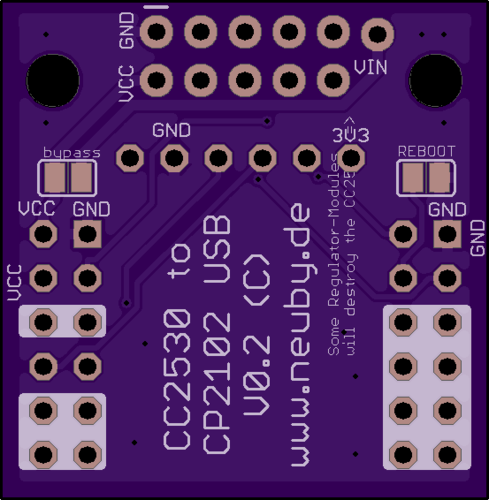 GND
VCC
VIN
GND
3V3
bypass
REBOOT
VCC
GND
GND
GND
VCC
CC2530 to
CP2102 USB
V0.2 (C)
www.neuby.de
Some Regulator-Modules
will destroy the CC25